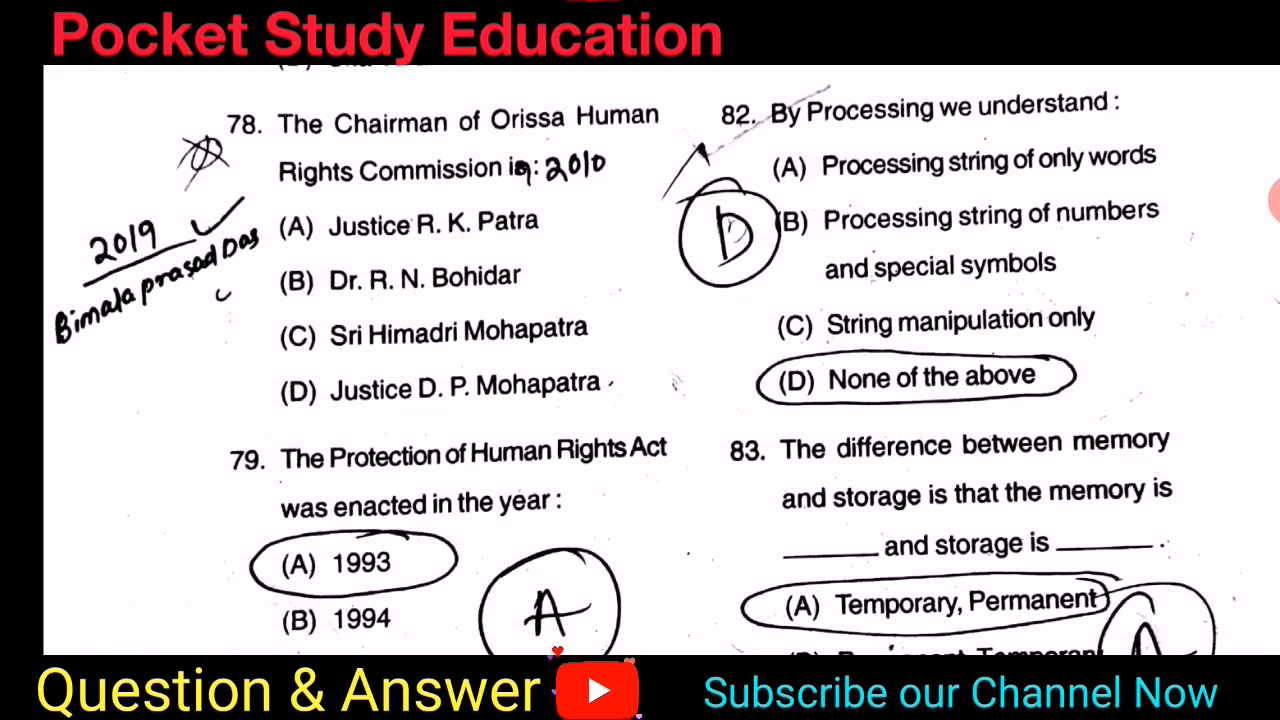 Pocket Study Education
78. The Chairman of Orissa Human
Rights Commission is: 2010
2019
Bimala prasad Das
(A) Justice R. K. Patra
(B) Dr. R. N. Bohidar
(C) Sri Himadri Mohapatra
(D) Justice D. P. Mohapatra
79. The Protection of Human Rights Act
was enacted in the year :
(A) 1993
A
(B) 1994
82. By Processing we understand :
(A) Processing string of only words
D
(B) Processing string of numbers
and special symbols
(C) String manipulation only
(D) None of the above
83. The difference between memory
and storage is that the memory is
________ and storage is ________ .
(A) Temporary, Permanent
A
Question & Answer
Subscribe our Channel Now